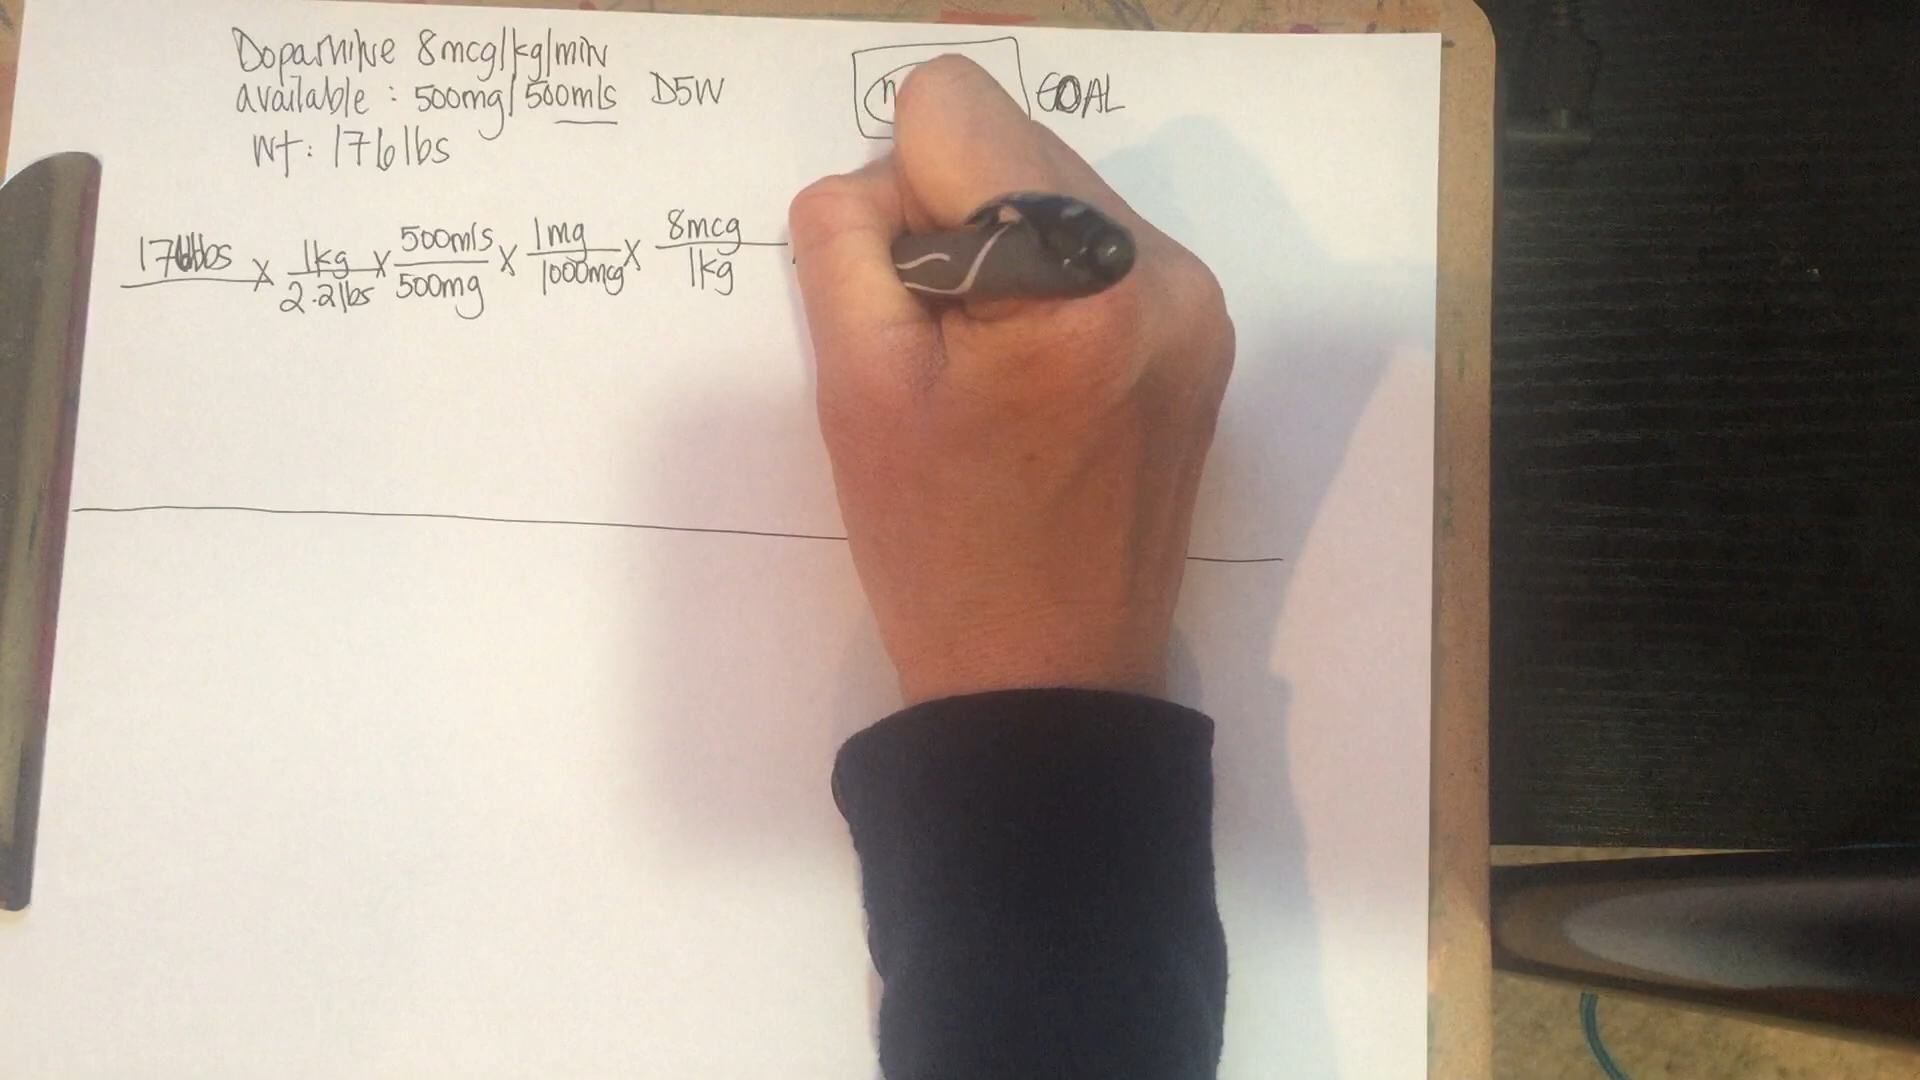 Dopamine 8mcg/kg/min
available : 500mg/500mls D5W
GOAL
wt: 176lbs
176lbs x 1kg x 500mls x 1mg x 8mcg
2.2lbs 500mg 1000mcg 1kg